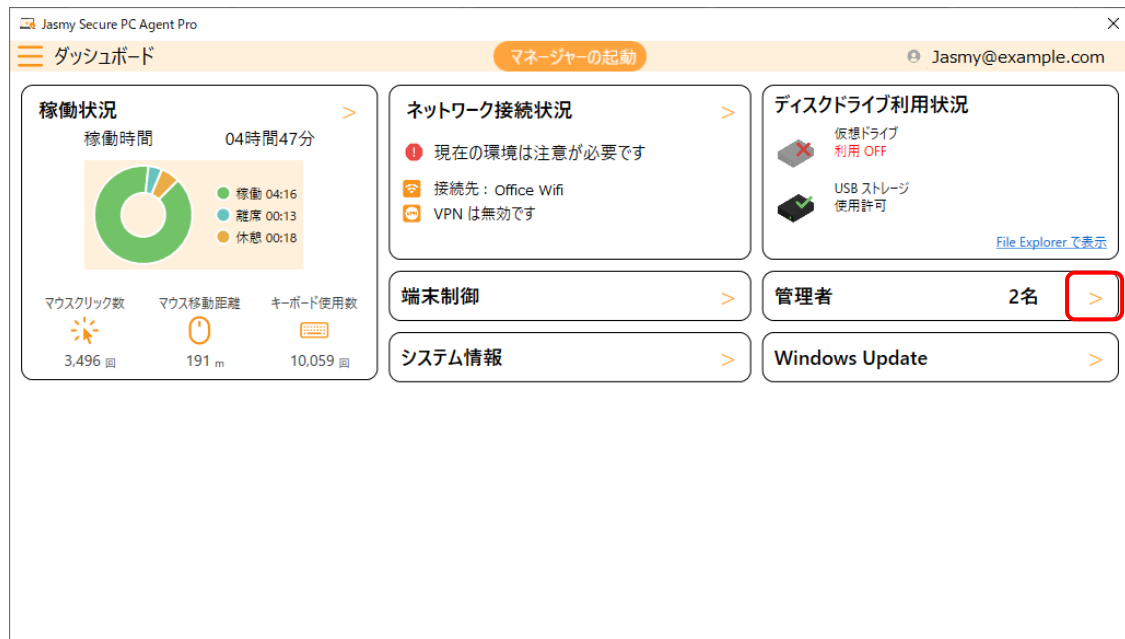 Jasmy Secure PC Agent Pro
ダッシュボード
マネージャーの起動
Jasmy@example.com
稼働状況 >
稼働時間 04時間47分
稼働 04:16
離席 00:13
休憩 00:18
マウスクリック数 マウス移動距離 キーボード使用数
3,496 回 191 m 10,059 回
ネットワーク接続状況 >
現在の環境は注意が必要です
接続先： Office Wifi
VPN
VPN は無効です
ディスクドライブ利用状況
仮想ドライブ
利用 OFF
USB ストレージ
使用許可
File Explorer で表示
端末制御 >
管理者 2名 >
システム情報 >
Windows Update >